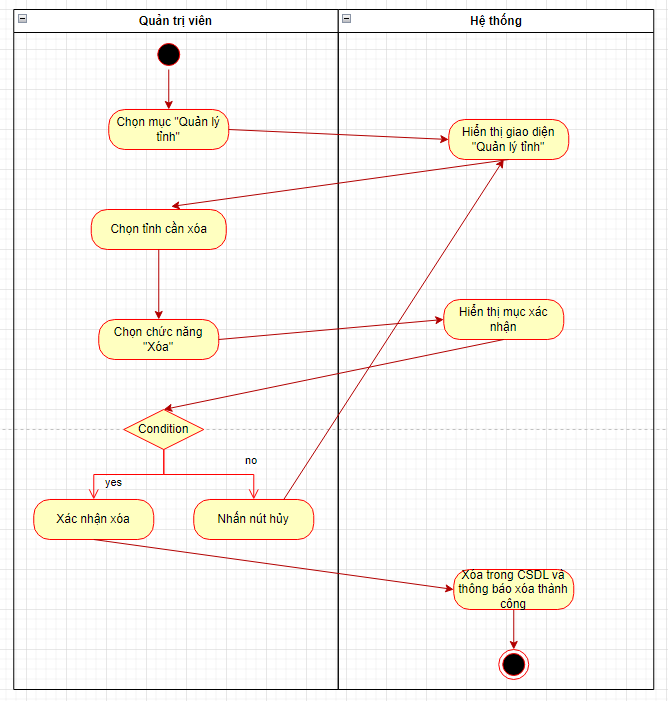 Quản trị viên
Hệ thống
Chọn mục "Quản lý
tỉnh"
Hiển thị giao diện
"Quản lý tỉnh"
Chọn tỉnh cần xóa
Chọn chức năng
"Xóa"
Hiển thị mục xác
nhận
Condition
yes
no
Xác nhận xóa
Nhấn nút hủy
Xóa trong CSDL và
thông báo xóa thành
công